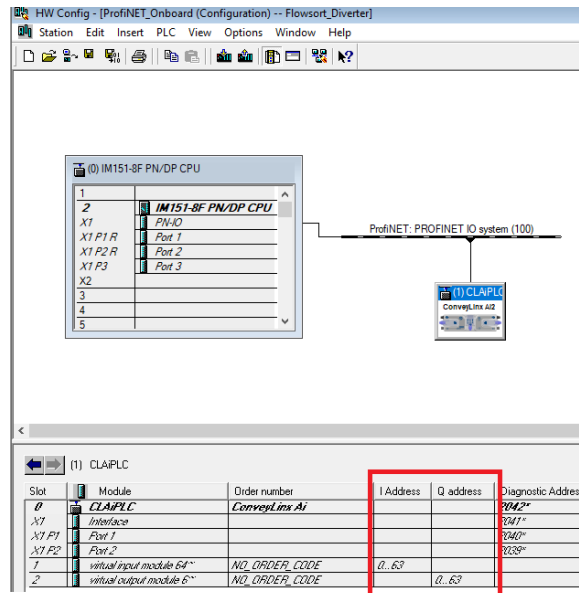 HW Config - [ProfiNET_Onboard (Configuration) -- Flowsort_Diverter]
Station Edit Insert PLC View Options Window Help
(0) IM151-8F PN/DP CPU
1
2 IM151-8F PN/DP CPU
X1 PN-IO
X1 P1 R Port 1
X1 P2 R Port 2
X1 P3 Port 3
X2
3
4
5
ProfiNET: PROFINET IO system (100)
(1) CLAiPLC
ConveyLinx Ai2
(1) CLAiPLC
Slot Module Order number I Address Q address Diagnostic Addres
0 CLAiPLC ConveyLinx Ai 2042*
X1 Interface 2041*
X1 P1 Port 1 2040*
X1 P2 Port 2 2039*
1 virtual input module 64~ NO_ORDER_CODE 0..63
2 virtual output module 6~ NO_ORDER_CODE 0..63